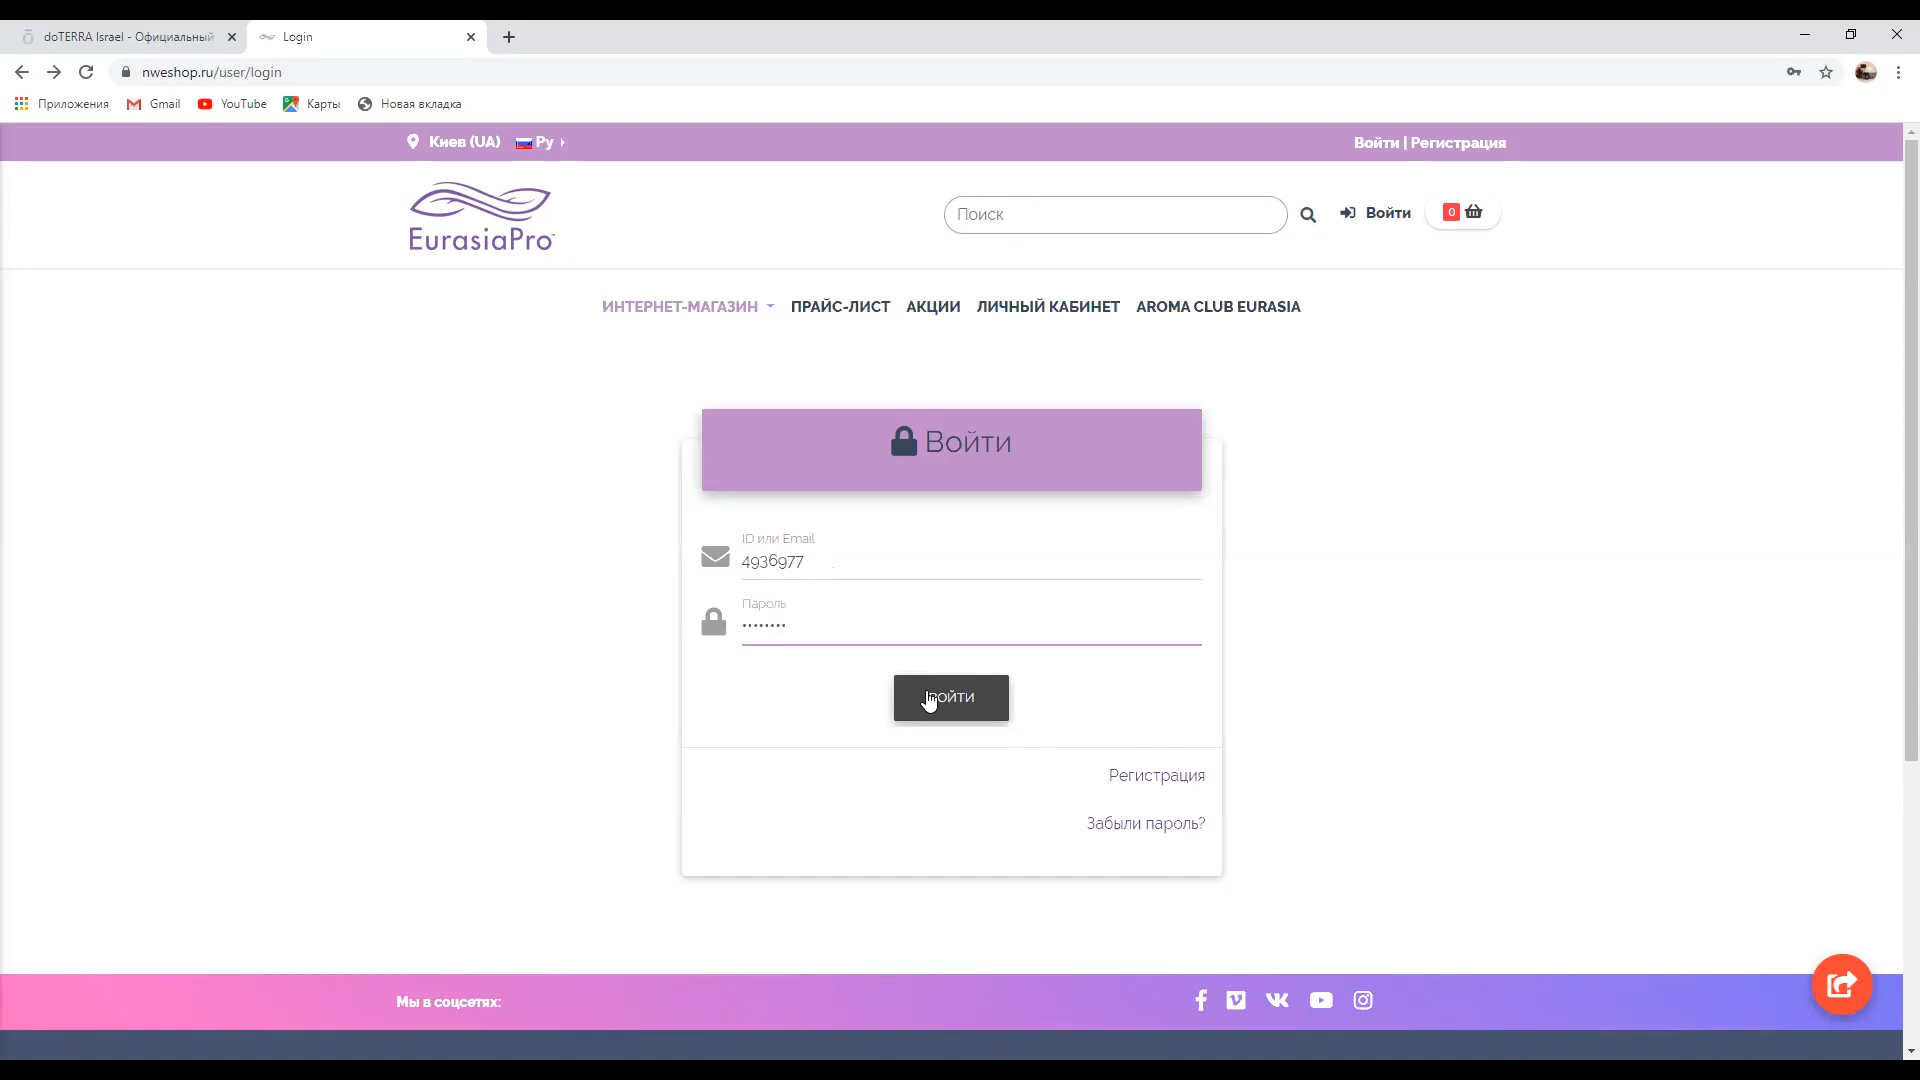 doTERRA Israel - Официальный
Login
nweshop.ru/user/login
Приложения
Gmail
YouTube
Карты
Новая вкладка
Киев (UA)
Ру
Войти | Регистрация
EurasiaPro
Поиск
Войти
0
ИНТЕРНЕТ-МАГАЗИН
ПРАЙС-ЛИСТ
АКЦИИ
ЛИЧНЫЙ КАБИНЕТ
AROMA CLUB EURASIA
Войти
ID или Email
4936977
Пароль
••••••••
ВОЙТИ
Регистрация
Забыли пароль?
Мы в соцсетях: